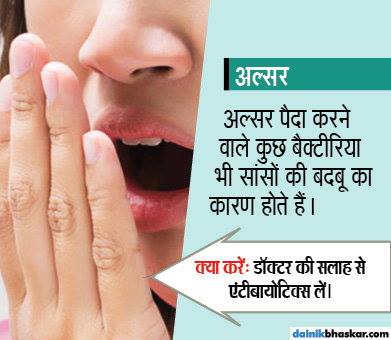 अल्सर
अल्सर पैदा करने
वाले कुछ बैक्टीरिया
भी सांसों की बदबू का
कारण होते हैं।
क्या करें: डॉक्टर की सलाह से
एंटीबायोटिक्स लें।
dainikbhaskar.com